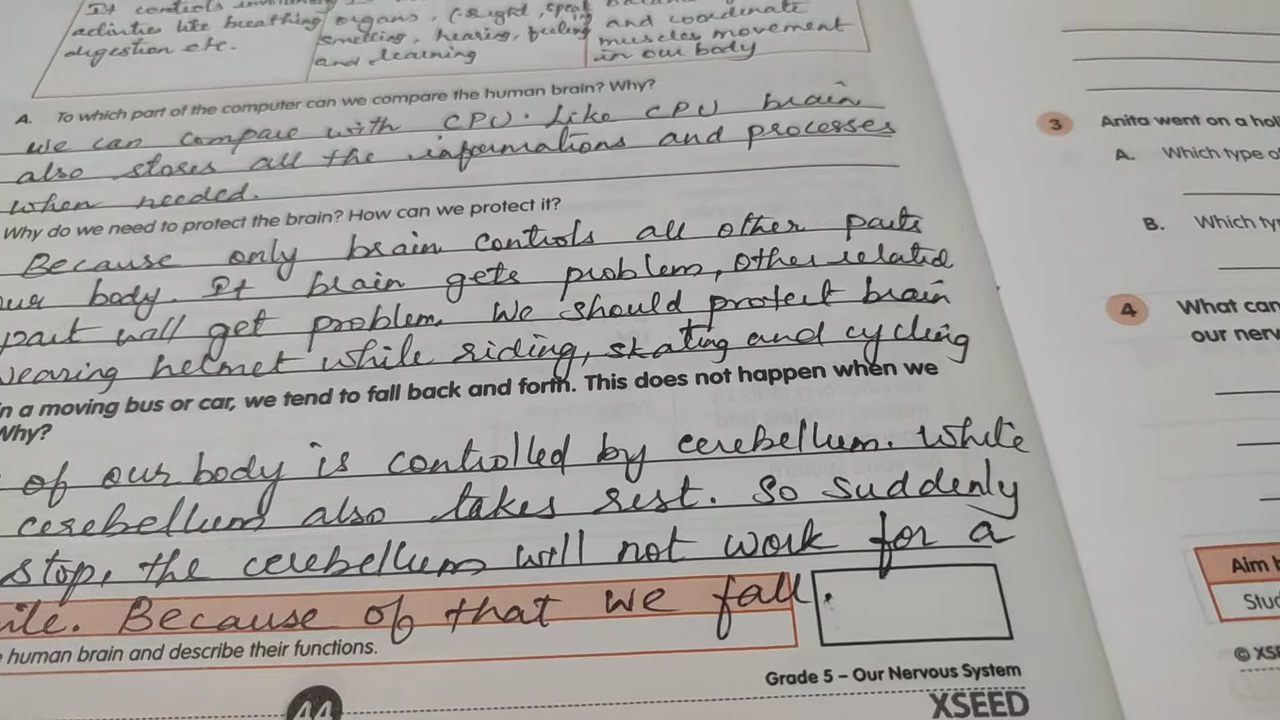 It controls
activities like breathing
digestion etc.
organs, (sight, speak
smelling, hearing, feeling
and learning
and coordinate
muscles movement
in our body
A. To which part of the computer can we compare the human brain? Why?
We can compare with CPU. Like CPU brain
also stores all the informations and processes
when needed.
Why do we need to protect the brain? How can we protect it?
Because only brain controls all other parts
our body. If brain gets problem, other related
part will get problem. We should protect brain
wearing helmet while riding, skating and cycling
in a moving bus or car, we tend to fall back and forth. This does not happen when we
Why?
of our body is controlled by cerebellum. While
cerebellum also takes rest. So suddenly
stop, the cerebellum will not work for a
Because of that we fall.
human brain and describe their functions.
Grade 5 – Our Nervous System
44
XSEED
3 Anita went on a hol
A. Which type o
B. Which ty
4 What can
our nerv
Aim
Stud
© XSE